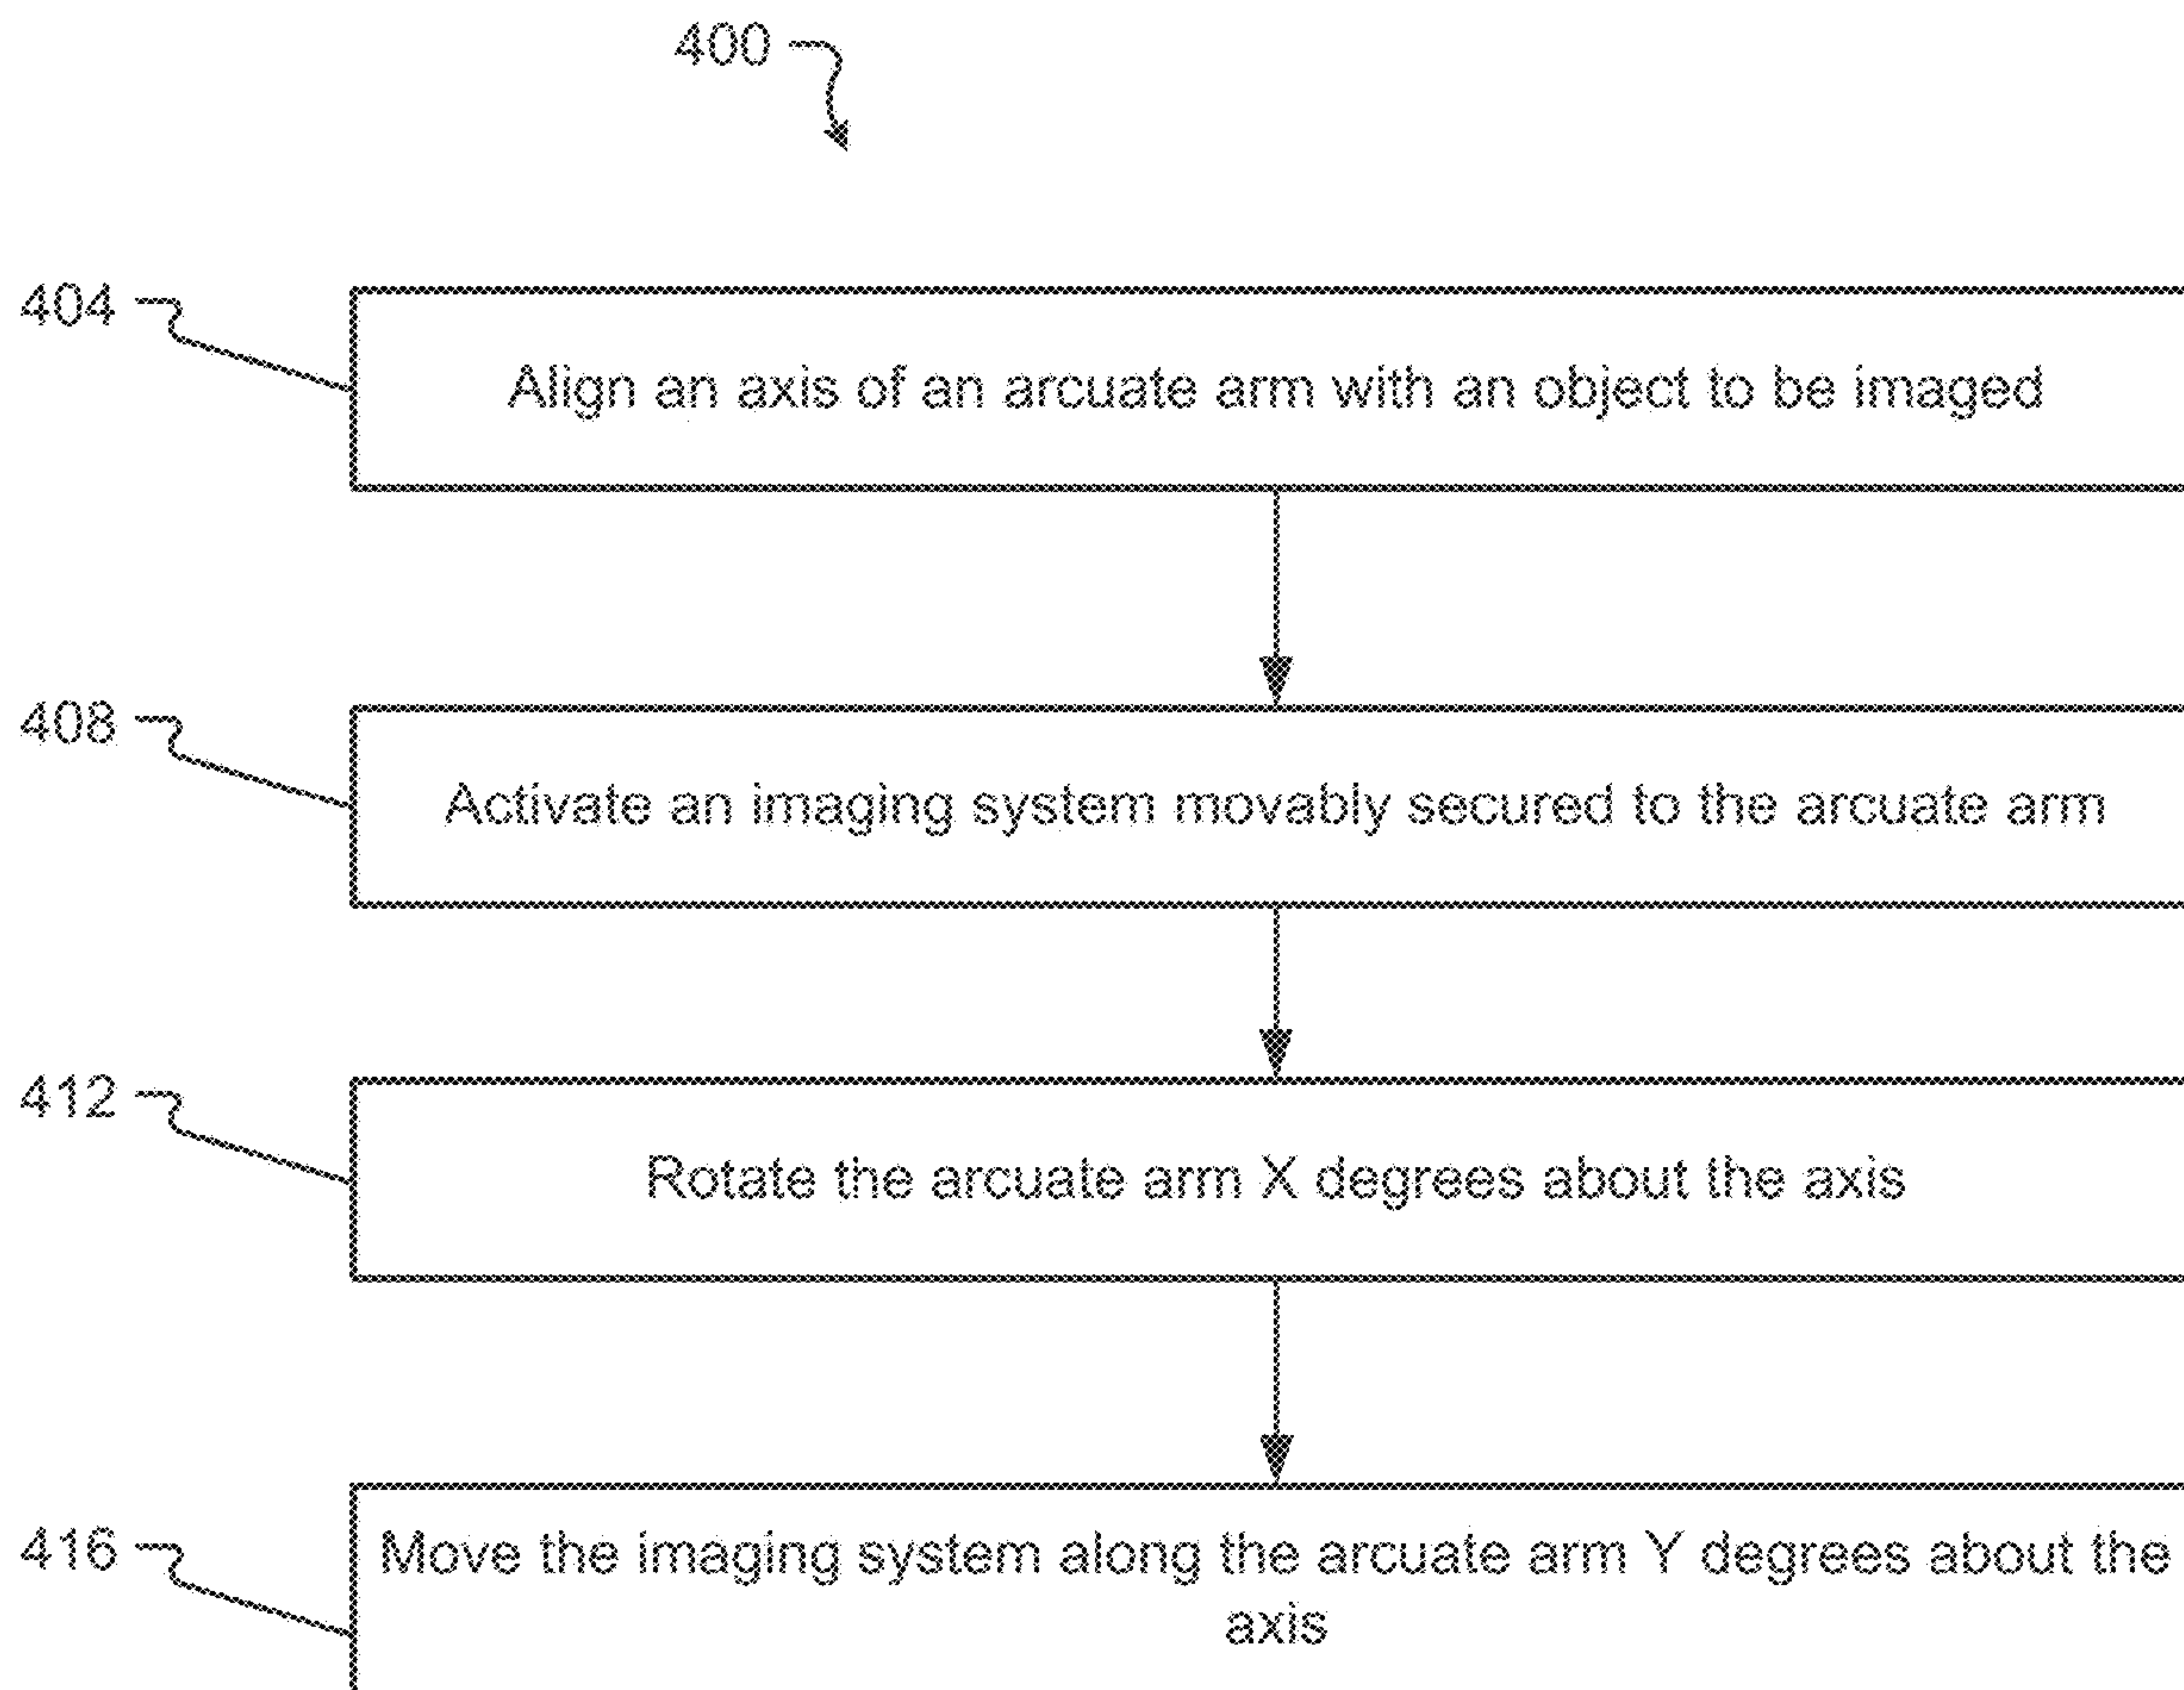 400
404
Align an axis of an arcuate arm with an object to be imaged
408
Activate an imaging system movably secured to the arcuate arm
412
Rotate the arcuate arm X degrees about the axis
416
Move the imaging system along the arcuate arm Y degrees about the
axis